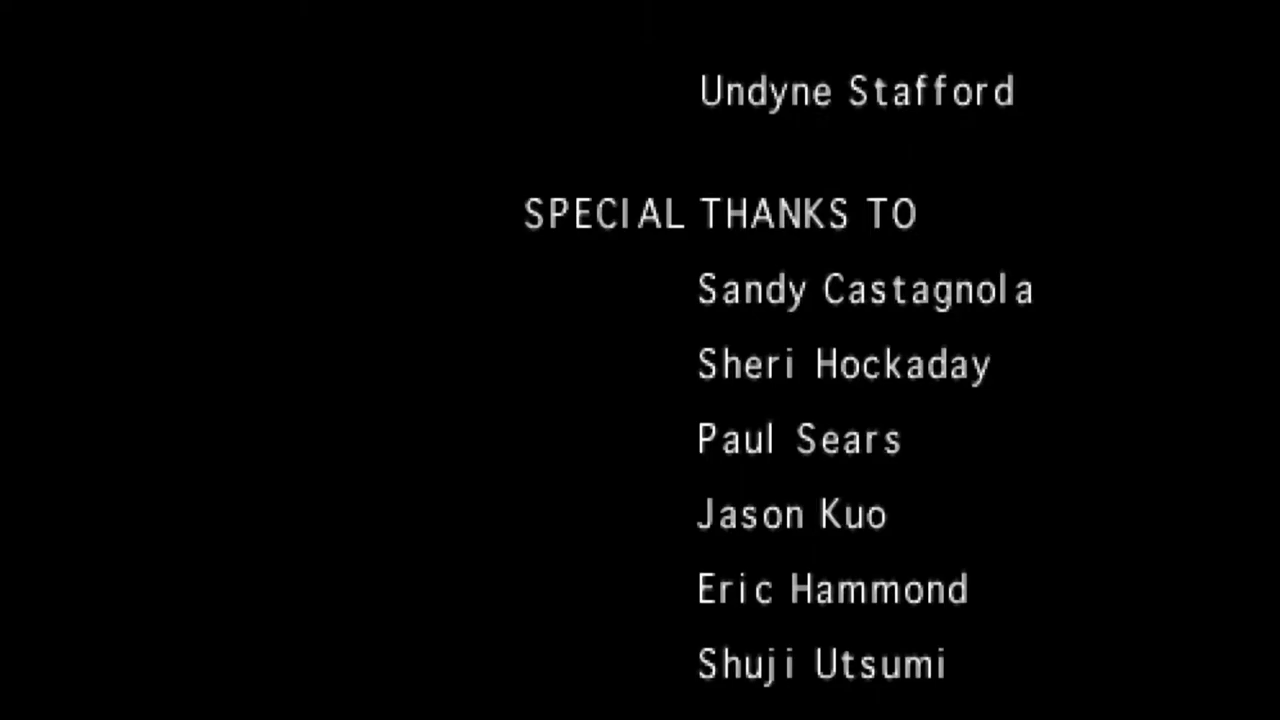 Undyne Stafford
SPECIAL THANKS TO
Sandy Castagnola
Sheri Hockaday
Paul Sears
Jason Kuo
Eric Hammond
Shuji Utsumi